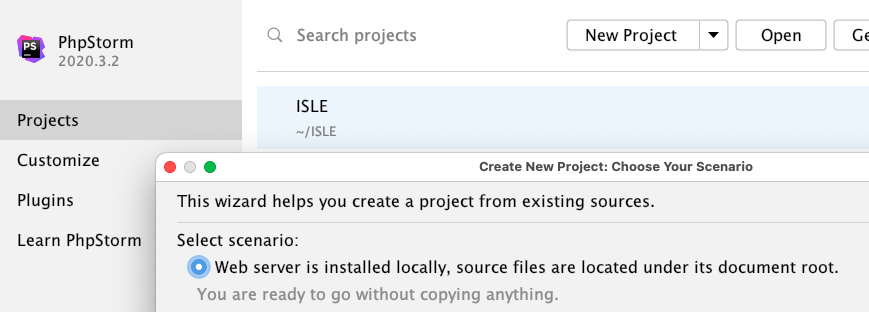 PS
PhpStorm
2020.3.2
Search projects
New Project
Open
Ge
Projects
Customize
Plugins
Learn PhpStorm
ISLE
~/ISLE
Create New Project: Choose Your Scenario
This wizard helps you create a project from existing sources.
Select scenario:
Web server is installed locally, source files are located under its document root.
You are ready to go without copying anything.